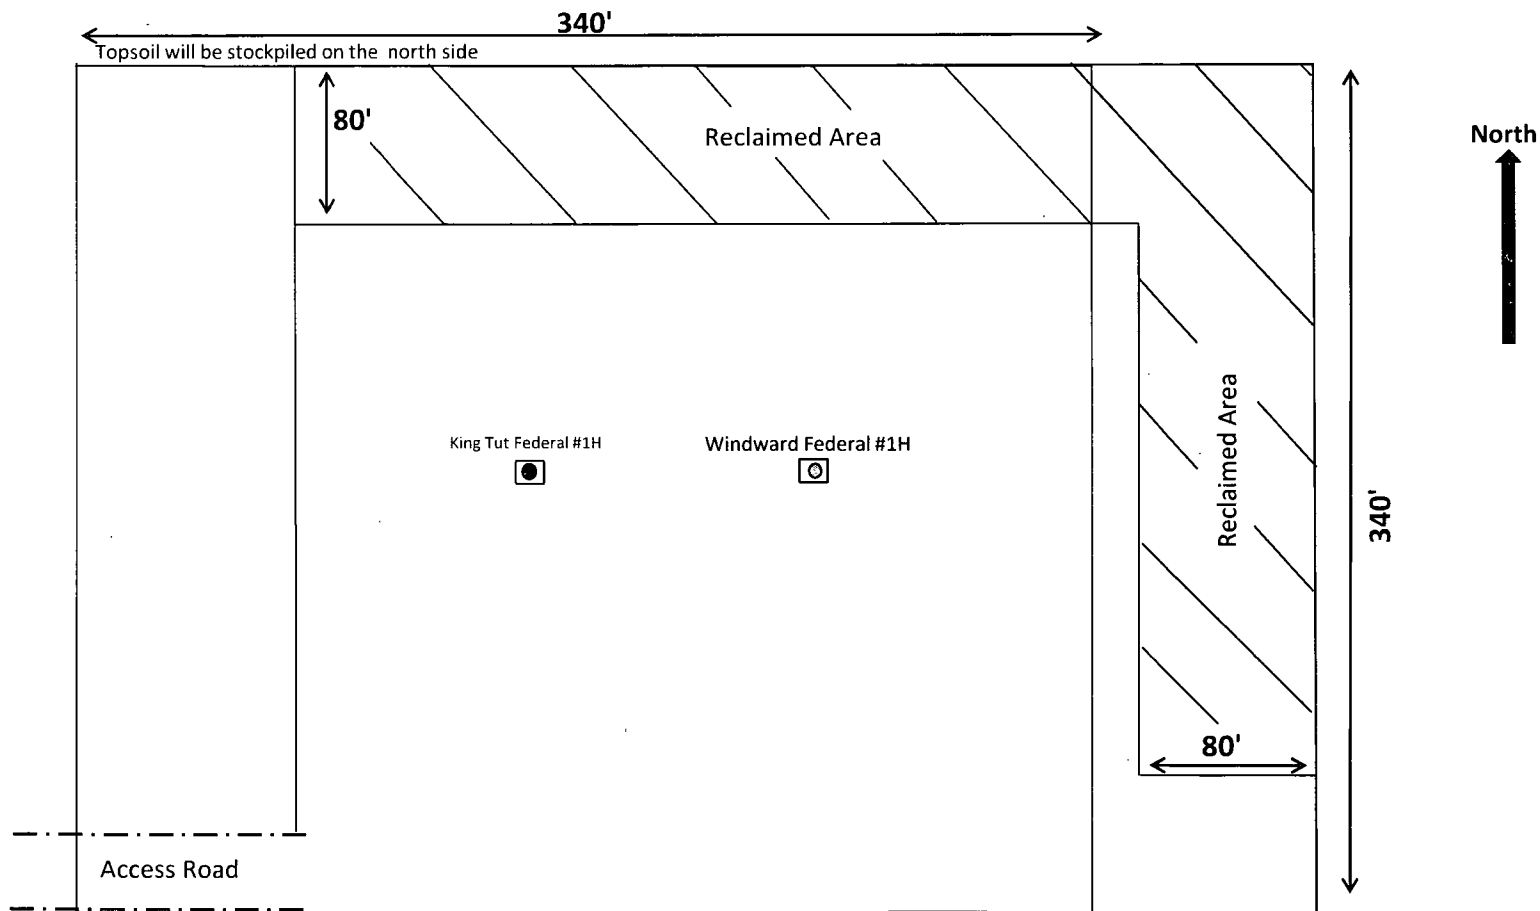 340'
Topsoil will be stockpiled on the north side
80'
Reclaimed Area
North
King Tut Federal #1H
Windward Federal #1H
Reclaimed Area
340'
80'
Access Road